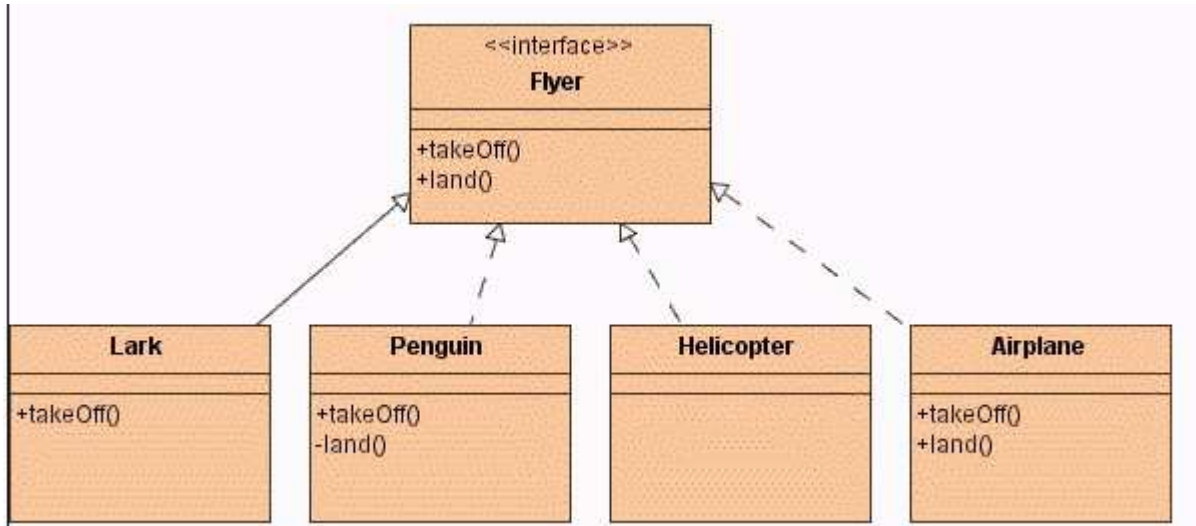 <<interface>>
Flyer
+takeOff()
+land()
Lark
+takeOff()
Penguin
+takeOff()
-land()
Helicopter
Airplane
+takeOff()
+land()